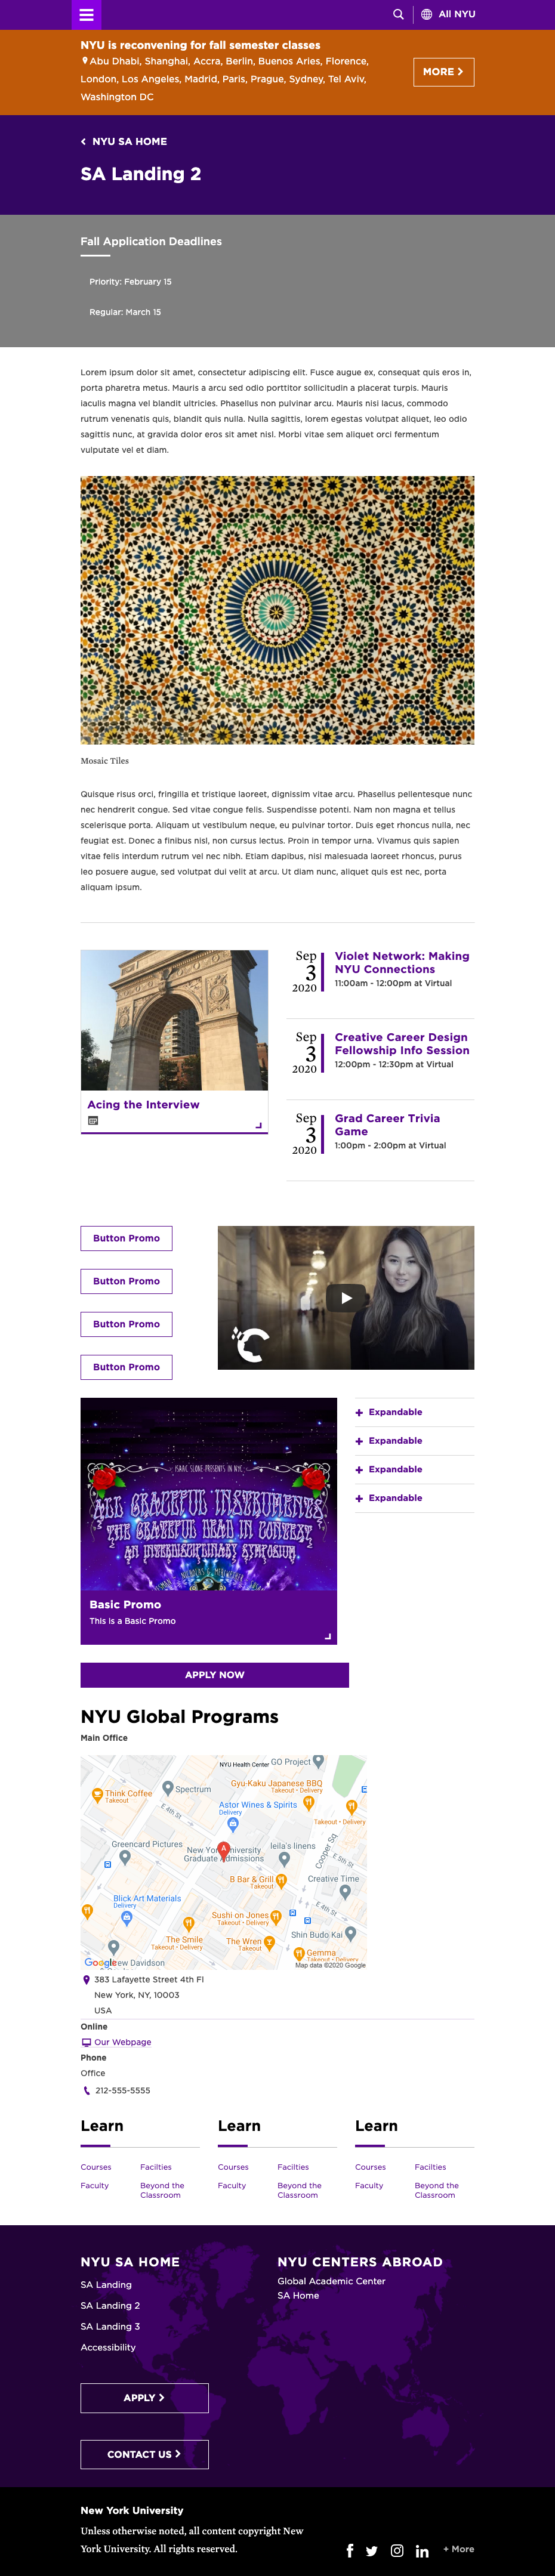 All NYU
NYU is reconvening for fall semester classes
Abu Dhabi, Shanghai, Accra, Berlin, Buenos Aries, Florence,
London, Los Angeles, Madrid, Paris, Prague, Sydney, Tel Aviv,
Washington DC
MORE
NYU SA HOME
SA Landing 2
Fall Application Deadlines
Priority: February 15
Regular: March 15
Lorem ipsum dolor sit amet, consectetur adipiscing elit. Fusce augue ex, consequat quis eros in,
porta pharetra metus. Mauris a arcu sed odio porttitor sollicitudin a placerat turpis. Mauris
iaculis magna vel blandit ultricies. Phasellus non pulvinar arcu. Mauris nisi lacus, commodo
rutrum venenatis quis, blandit quis nulla. Nulla sagittis, lorem egestas volutpat aliquet, leo odio
sagittis nunc, at gravida dolor eros sit amet nisl. Morbi vitae sem aliquet orci fermentum
vulputate vel et diam.
Mosaic Tiles
Quisque risus orci, fringilla et tristique laoreet, dignissim vitae arcu. Phasellus pellentesque nunc
nec hendrerit congue. Sed vitae congue felis. Suspendisse potenti. Nam non magna et tellus
scelerisque porta. Aliquam ut vestibulum neque, eu pulvinar tortor. Duis eget rhoncus nulla, nec
feugiat est. Donec a finibus nisl, non cursus lectus. Proin in tempor urna. Vivamus quis sapien
vitae felis interdum rutrum vel nec nibh. Etiam dapibus, nisi malesuada laoreet rhoncus, purus
leo posuere augue, sed volutpat dui velit at arcu. Ut diam nunc, aliquet quis est nec, porta
aliquam ipsum.
Acing the Interview
Sep
3
2020
Violet Network: Making
NYU Connections
11:00am - 12:00pm at Virtual
Sep
3
2020
Creative Career Design
Fellowship Info Session
12:00pm - 12:30pm at Virtual
Sep
3
2020
Grad Career Trivia
Game
1:00pm - 2:00pm at Virtual
Button Promo
Button Promo
Button Promo
Button Promo
ISAAC SLONE PRESENTS IN NYC
ALL GRACEFUL INSTRUMENTS
THE GRATEFUL DEAD IN CONTEXT
AN INTERDISCIPLINARY SYMPOSIUM
Basic Promo
This is a Basic Promo
Expandable
Expandable
Expandable
Expandable
APPLY NOW
NYU Global Programs
Main Office
NYU Health Center
GO Project
Think Coffee
Takeout
Spectrum
Gyu-Kaku Japanese BBQ
Takeout • Delivery
E 4th St
Astor Wines & Spirits
Delivery
Takeout • Delivery
Greencard Pictures
New York University
Graduate Admissions
leila's linens
Cooper Sq
B Bar & Grill
Takeout
Creative Time
Blick Art Materials
Delivery
E 4th St
Sushi on Jones
Takeout • Delivery
The Smile
Takeout • Delivery
The Wren
Takeout
Shin Budo Kai
Gemma
Takeout • Delivery
Google
Drew Davidson
Map data ©2020 Google
383 Lafayette Street 4th Fl
New York, NY, 10003
USA
Online
Our Webpage
Phone
Office
212-555-5555
Learn
Courses
Facilties
Faculty
Beyond the
Classroom
Learn
Courses
Facilties
Faculty
Beyond the
Classroom
Learn
Courses
Facilties
Faculty
Beyond the
Classroom
NYU SA HOME
SA Landing
SA Landing 2
SA Landing 3
Accessibility
NYU CENTERS ABROAD
Global Academic Center
SA Home
APPLY
CONTACT US
New York University
Unless otherwise noted, all content copyright New
York University. All rights reserved.
+ More